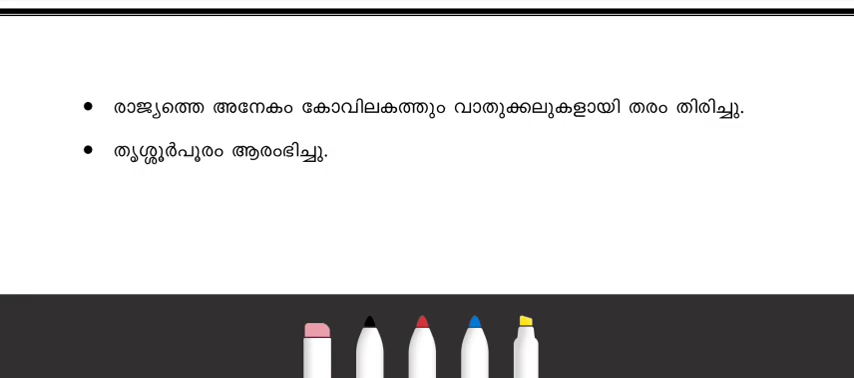 • രാജ്യത്തെ അനേകം കോവിലകത്തും വാതുക്കലുകളായി തരം തിരിച്ചു.
• തൃശ്ശൂർപൂരം ആരംഭിച്ചു.